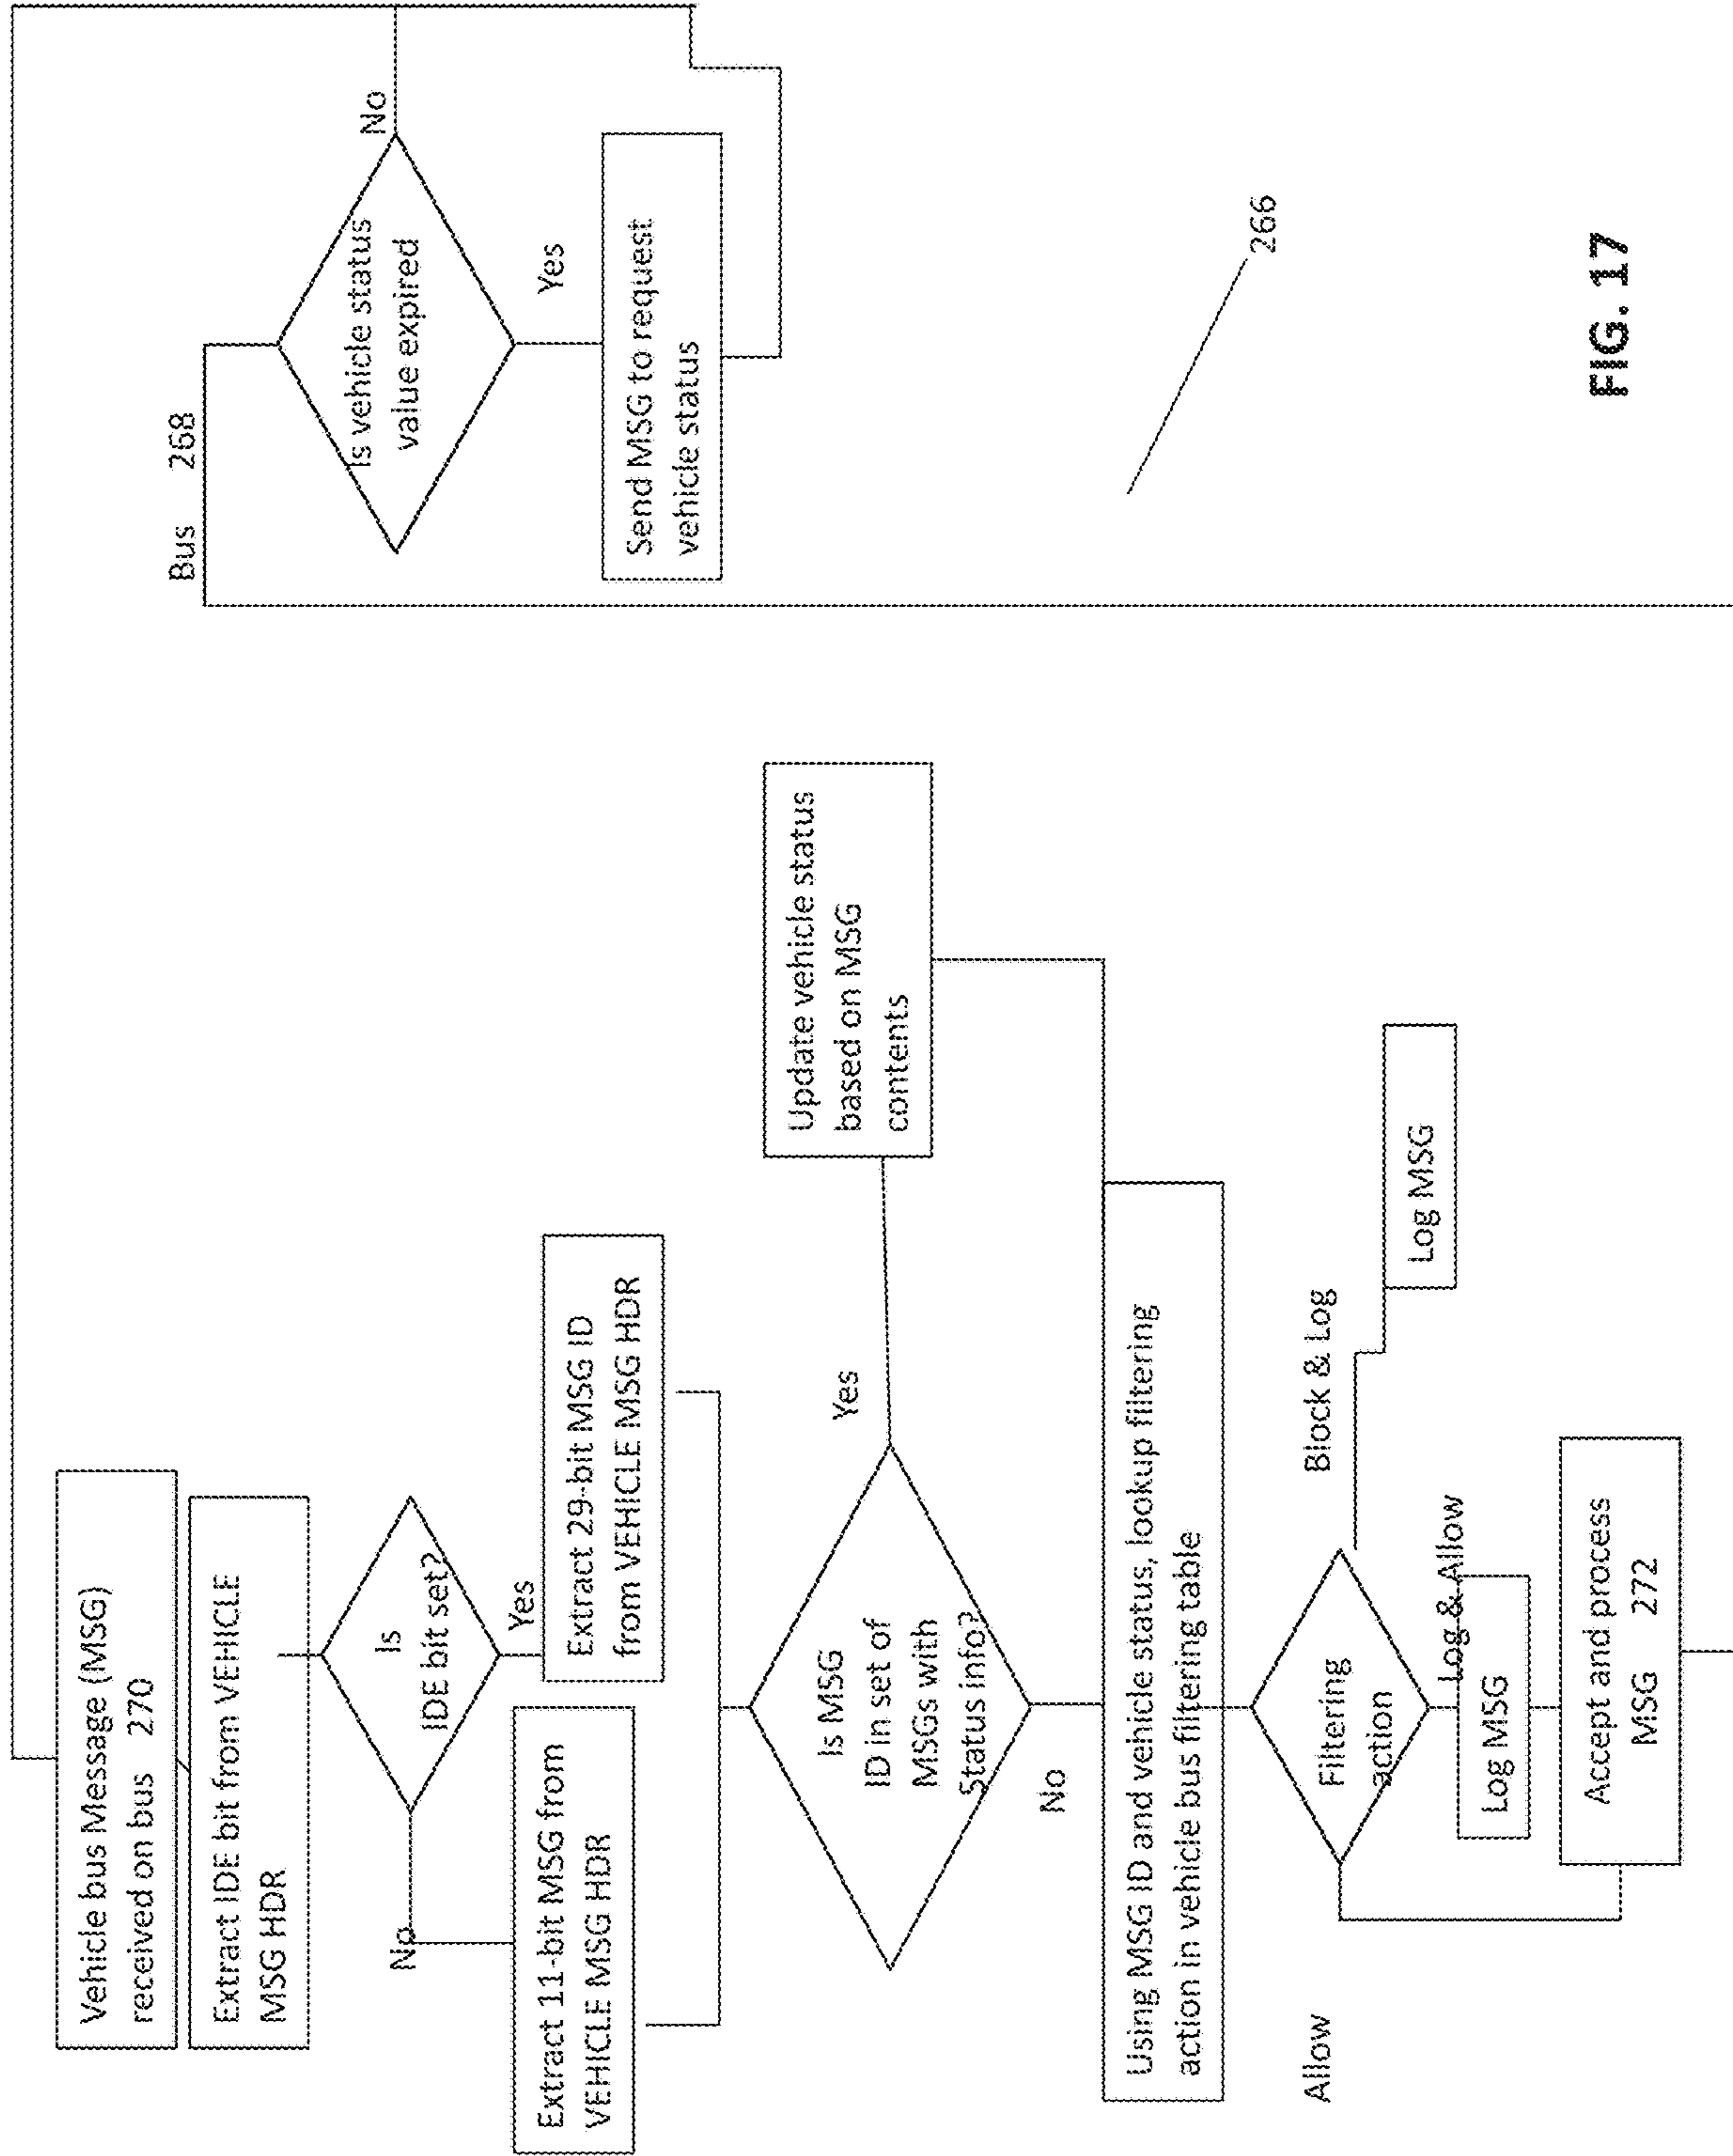 Vehicle bus Message (MSG)
received on bus 270
Extract IDE bit from VEHICLE
MSG HDR
Is
IDE bit set?
No
Yes
Extract 11-bit MSG from
VEHICLE MSG HDR
Extract 29-bit MSG ID
from VEHICLE MSG HDR
Is MSG
ID in set of
MSGs with
Status info?
Yes
No
Update vehicle status
based on MSG
contents
Using MSG ID and vehicle status, lookup filtering
action in vehicle bus filtering table
Allow
Filtering
action
Block & Log
Log MSG
Log & Allow
Log MSG
Accept and process
MSG 272
Bus 268
Is vehicle status
value expired
No
Yes
Send MSG to request
vehicle status
266
FIG. 17